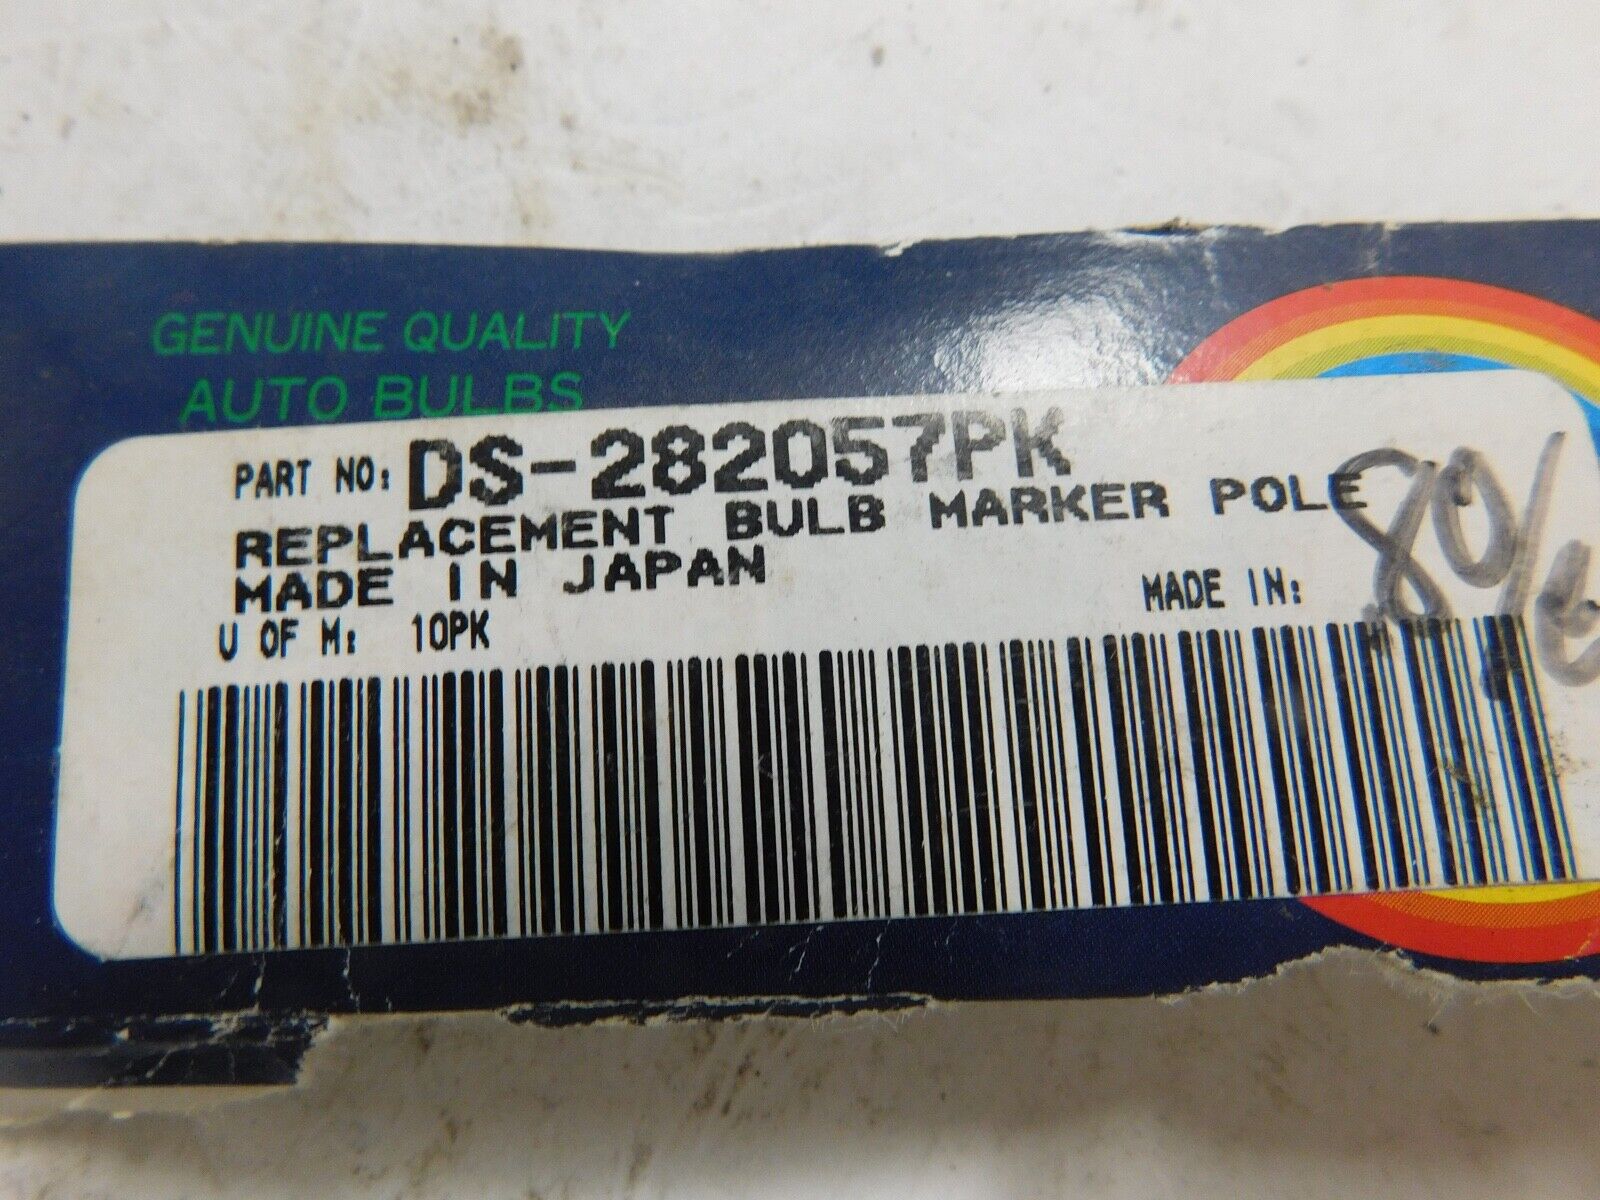 GENUINE QUALITY
AUTO BULBS
PART NO: DS-282057PK
REPLACEMENT BULB MARKER POLE
MADE IN JAPAN
U OF M: 10PK
MADE IN:
80/e